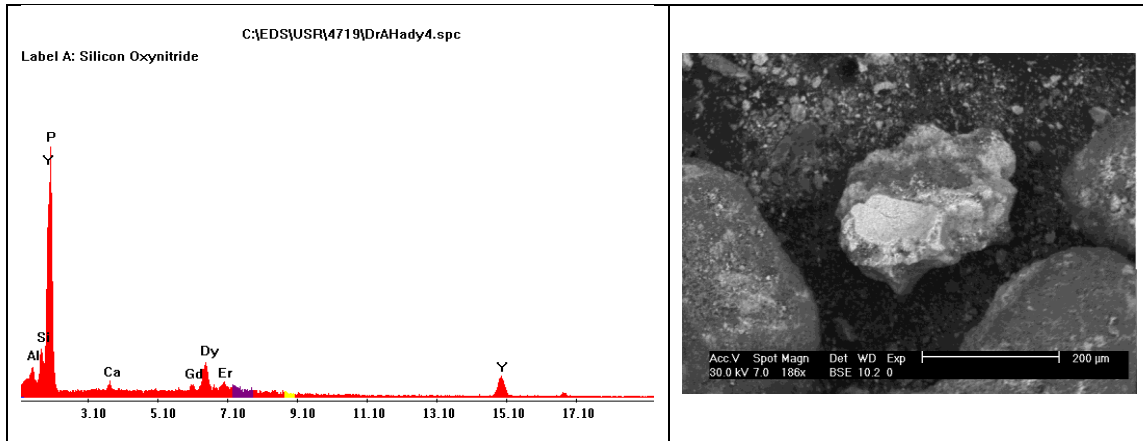 C:\EDS\USR\4719\DrAHady4.spc
Label A: Silicon Oxynitride
P
Y
Si
Al
Ca
Gd
Dy
Er
Y
3.10 5.10 7.10 9.10 11.10 13.10 15.10 17.10
Acc.V Spot Magn Det WD Exp
30.0 kV 7.0 186x BSE 10.2 0
200 µm